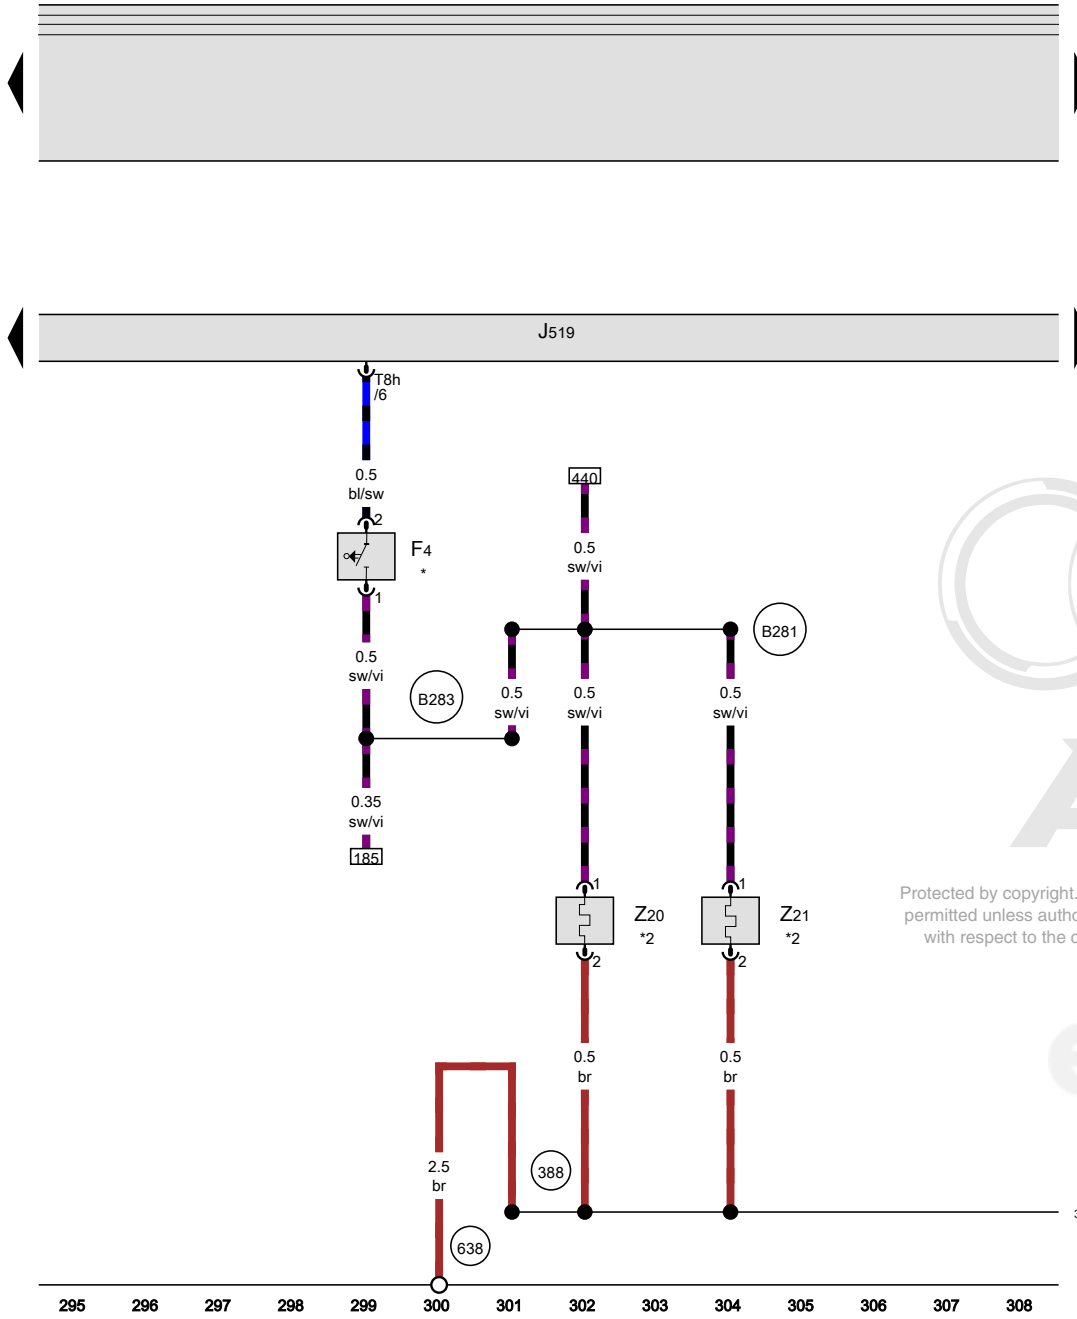 J519
T8h
/6
0.5
bl/sw
2
F4
*
1
0.5
sw/vi
B283
0.35
sw/vi
185
440
0.5
sw/vi
B281
0.5
sw/vi
0.5
sw/vi
0.5
sw/vi
1
Z20
*2
2
1
Z21
*2
2
Protected by copyright.
permitted unless autho
with respect to the c
0.5
br
0.5
br
2.5
br
388
638
295 296 297 298 299 300 301 302 303 304 305 306 307 308